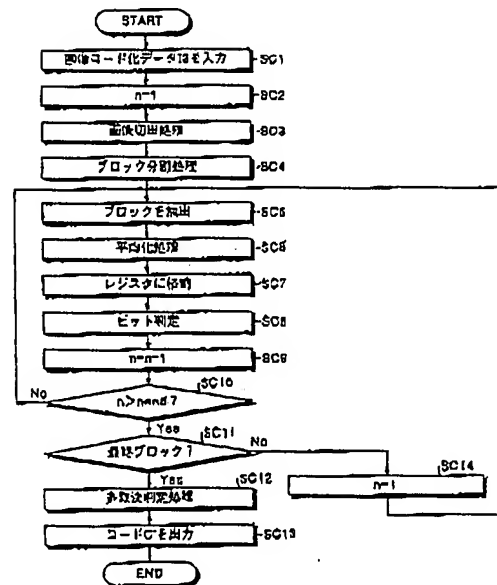 START
画像コード化データIGを入力 SC1
n=1 SC2
画像切出処理 SC3
ブロック分割処理 SC4
ブロックを抽出 SC5
平均化処理 SC6
レジスタに格納 SC7
ビット判定 SC8
SC9
SC10
No n>nend?
Yes SC11
最終ブロック? No
Yes SC12 SC14
多数決判定処理 n=1
コードC'を出力 SC13
END